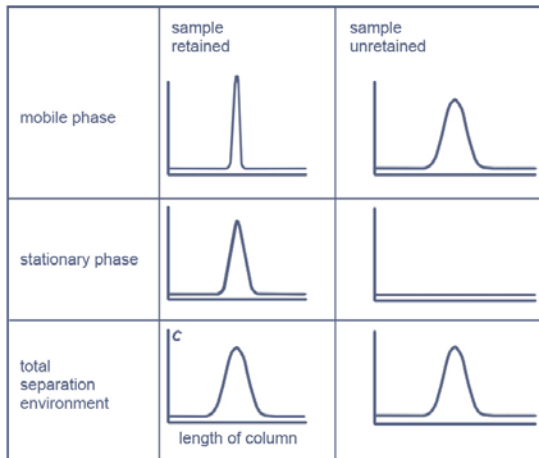 sample
retained
sample
unretained
mobile phase
stationary phase
total
separation
environment
c
length of column